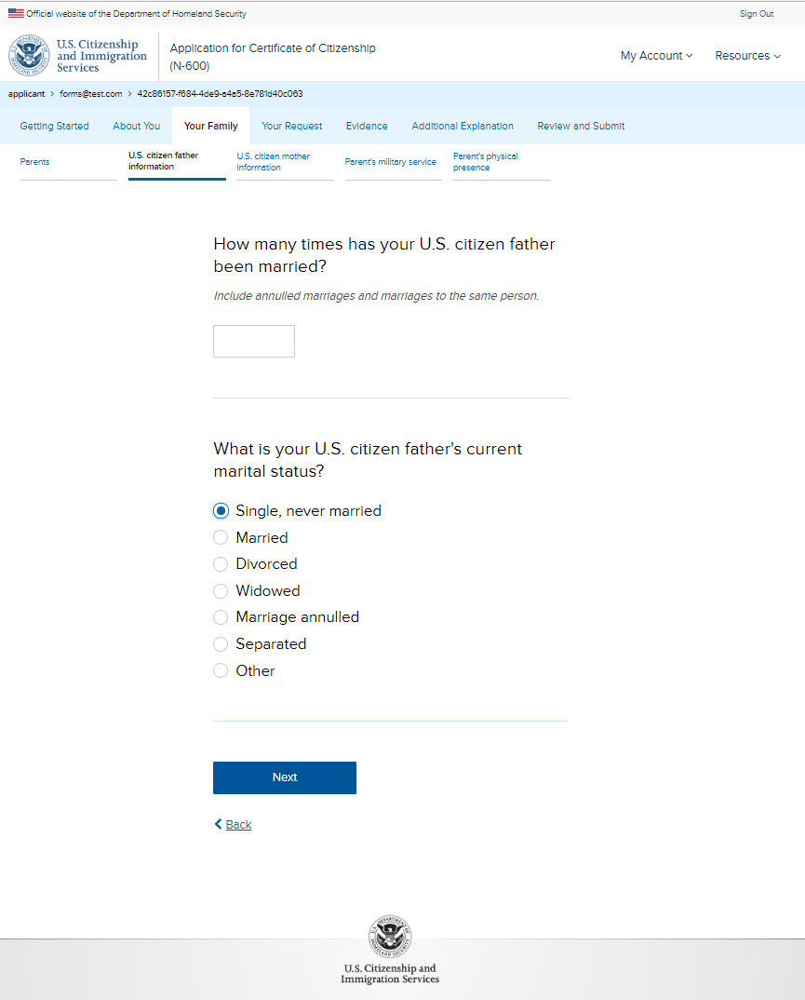 Official website of the Department of Homeland Security
Sign Out
U.S. Citizenship
and Immigration
Services
Application for Certificate of Citizenship
(N-600)
My Account
Resources
applicant > forms@test.com > 42c86157-f684-4de9-a4a5-8e781d40c063
Getting Started
About You
Your Family
Your Request
Evidence
Additional Explanation
Review and Submit
Parents
U.S. citizen father
information
U.S. citizen mother
information
Parent's military service
Parent's physical
presence
How many times has your U.S. citizen father
been married?
Include annulled marriages and marriages to the same person.
What is your U.S. citizen father's current
marital status?
Single, never married
Married
Divorced
Widowed
Marriage annulled
Separated
Other
Next
Back
U.S. Citizenship and
Immigration Services